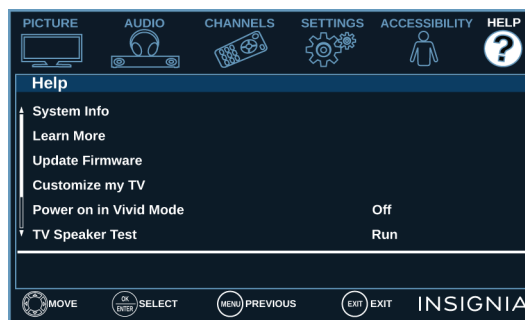 PICTURE AUDIO CHANNELS SETTINGS ACCESSIBILITY HELP
?
Help
System Info
Learn More
Update Firmware
Customize my TV
Power on in Vivid Mode Off
TV Speaker Test Run
MOVE OK ENTER SELECT MENU PREVIOUS EXIT EXIT INSIGNIA